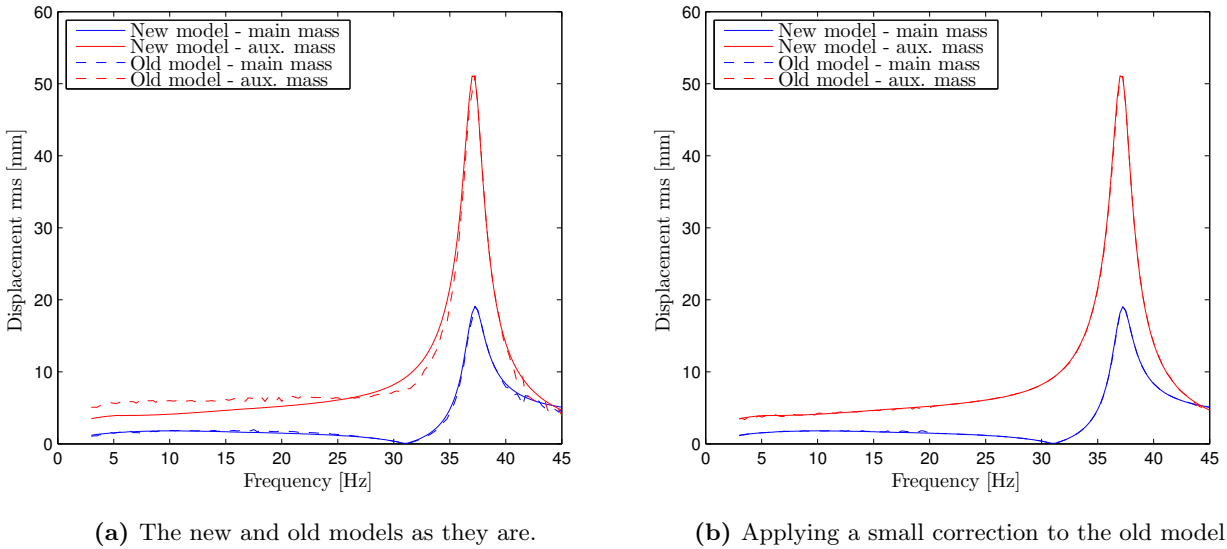 60
50
40
30
20
10
0
Displacement rms [mm]
New model - main mass
New model - aux. mass
Old model - main mass
Old model - aux. mass
0 5 10 15 20 25 30 35 40 45
Frequency [Hz]
(a) The new and old models as they are.
60
50
40
30
20
10
0
Displacement rms [mm]
New model - main mass
New model - aux. mass
Old model - main mass
Old model - aux. mass
0 5 10 15 20 25 30 35 40 45
Frequency [Hz]
(b) Applying a small correction to the old model